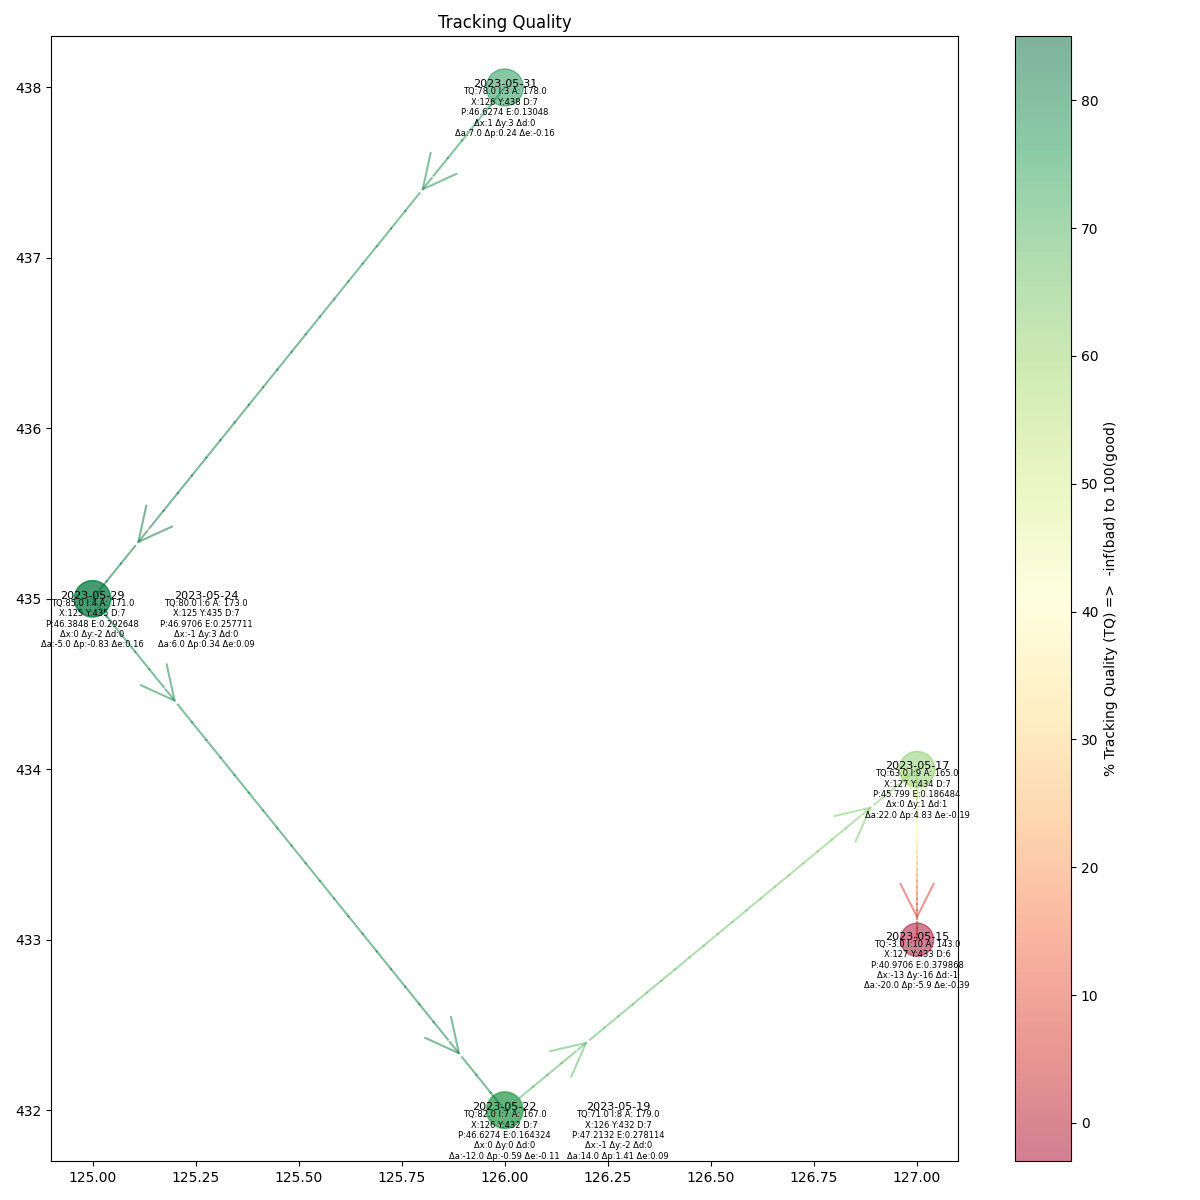 Tracking Quality
438
437
436
435
434
433
432
2023-05-31
TQ:78.0 I:3 A: 178.0
X:126 Y:438 D:7
P:46.6274 E:0.13048
Δx:1 Δy:3 Δd:0
Δa:7.0 Δp:0.24 Δe:-0.16
2023-05-29
TQ:85.0 I:4 A: 171.0
X:125 Y:435 D:7
P:46.3848 E:0.292648
Δx:0 Δy:-2 Δd:0
Δa:-5.0 Δp:-0.83 Δe:0.16
2023-05-24
TQ:80.0 I:6 A: 173.0
X:125 Y:435 D:7
P:46.9706 E:0.257711
Δx:-1 Δy:3 Δd:0
Δa:6.0 Δp:0.34 Δe:0.09
2023-05-17
TQ:63.0 I:9 A: 165.0
X:127 Y:434 D:7
P:45.799 E:0.186484
Δx:0 Δy:1 Δd:1
Δa:22.0 Δp:4.83 Δe:-0.19
2023-05-15
TQ:-3.0 I:10 A: 143.0
X:127 Y:433 D:6
P:40.9706 E:0.379868
Δx:-13 Δy:-16 Δd:-1
Δa:-20.0 Δp:-5.9 Δe:-0.39
2023-05-22
TQ:82.0 I:7 A: 167.0
X:126 Y:432 D:7
P:46.6274 E:0.164324
Δx:0 Δy:0 Δd:0
Δa:-12.0 Δp:-0.59 Δe:-0.11
2023-05-19
TQ:71.0 I:8 A: 179.0
X:126 Y:432 D:7
P:47.2132 E:0.278114
Δx:-1 Δy:-2 Δd:0
Δa:14.0 Δp:1.41 Δe:0.09
125.00
125.25
125.50
125.75
126.00
126.25
126.50
126.75
127.00
80
70
60
50
40
30
20
10
0
% Tracking Quality (TQ) => -inf(bad) to 100(good)